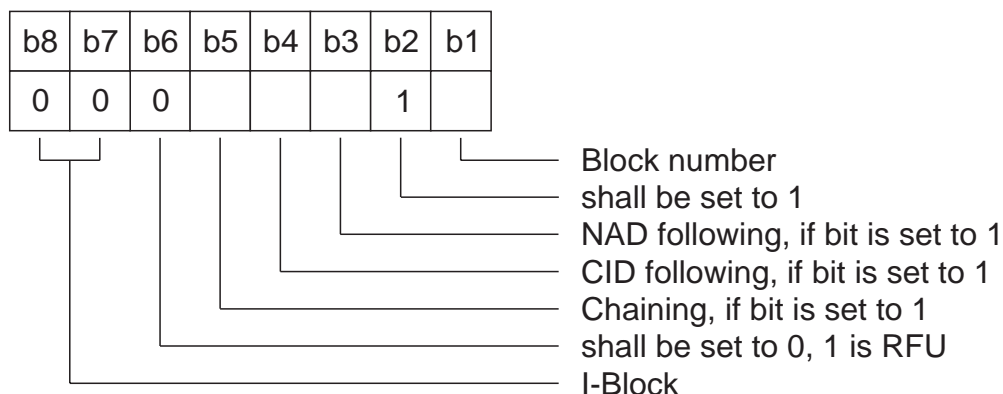 b8 b7 b6 b5 b4 b3 b2 b1
0 0 0 1
Block number
shall be set to 1
NAD following, if bit is set to 1
CID following, if bit is set to 1
Chaining, if bit is set to 1
shall be set to 0, 1 is RFU
I-Block